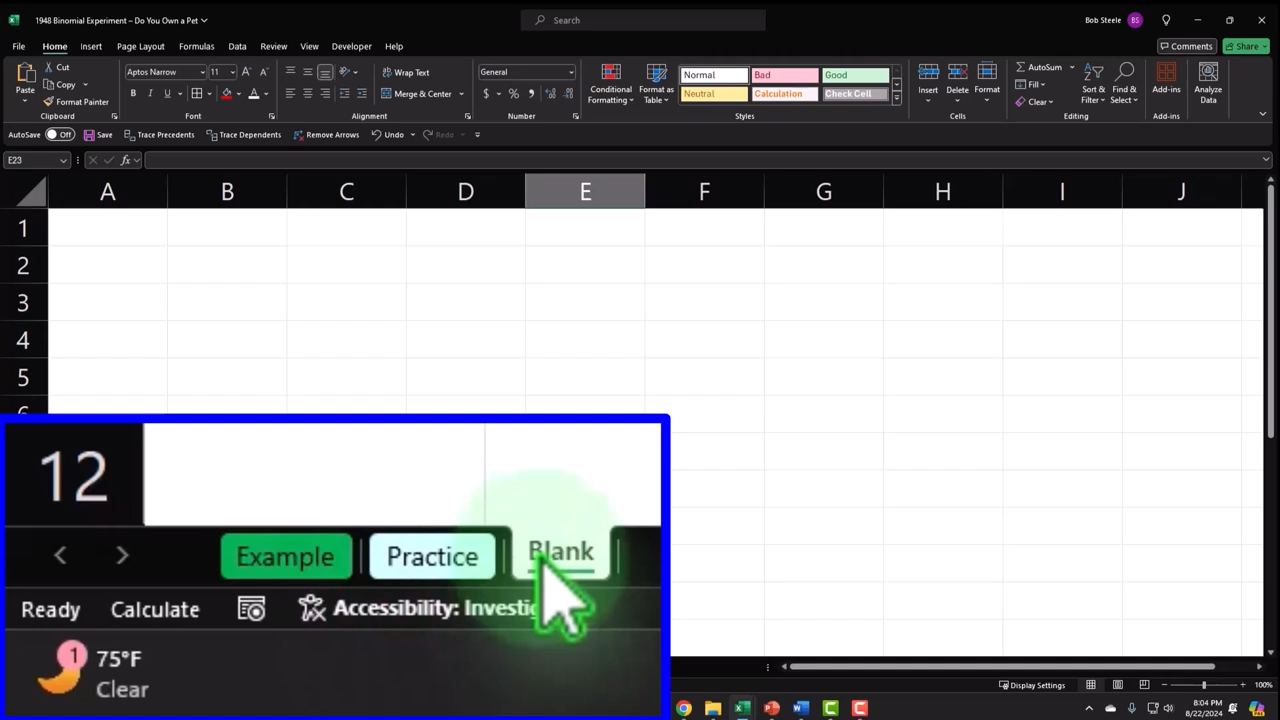 1948 Binomial Experiment – Do You Own a Pet
Search
Bob Steele
BS
File Home Insert Page Layout Formulas Data Review View Developer Help
Comments
Share
Paste
Cut
Copy
Format Painter
Clipboard
Aptos Narrow
11
B I U
Font
Wrap Text
Merge & Center
Alignment
General
$ % ,
Number
Conditional Formatting
Format as Table
Normal Bad Good
Neutral Calculation Check Cell
Styles
Insert Delete Format
Cells
AutoSum
Fill
Clear
Sort & Filter
Find & Select
Editing
Add-ins
Add-ins
Analyze Data
AutoSave Off Save Trace Precedents Trace Dependents Remove Arrows Undo Redo
E23
fx
A B C D E F G H I J
1
2
3
4
5
6
12
Example Practice Blank
Ready Calculate Accessibility: Investig
1
75°F
Clear
Display Settings
100%
8:04 PM
8/22/2024